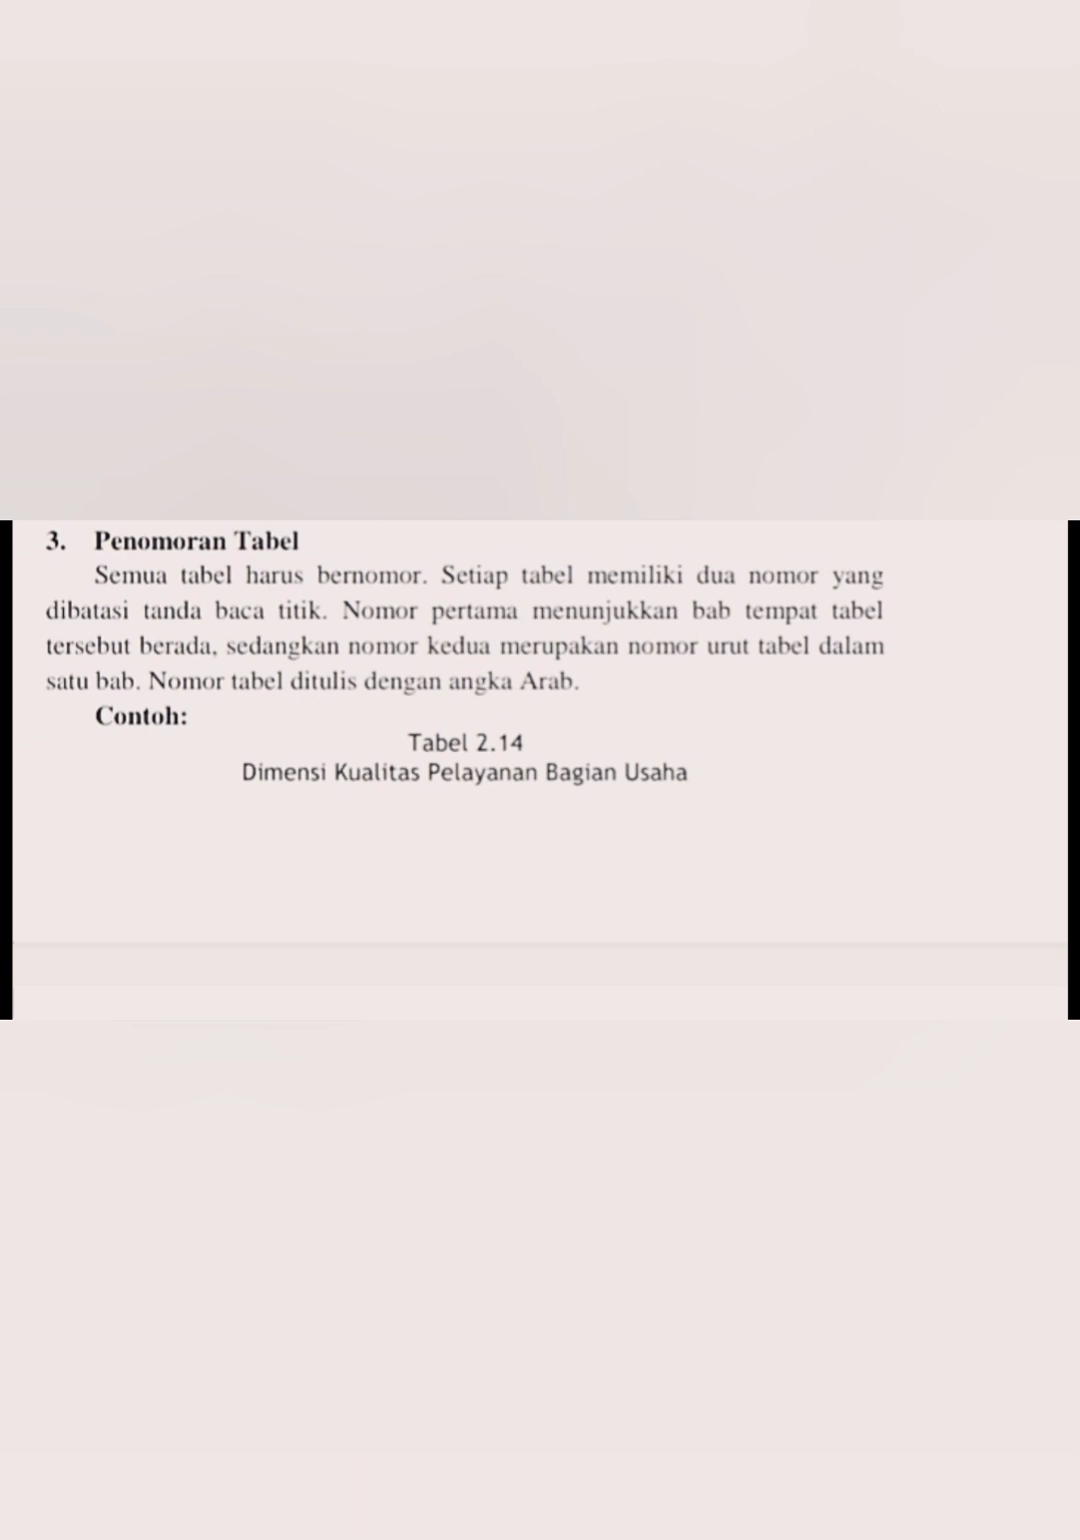 3. Penomoran Tabel
Semua tabel harus bernomor. Setiap tabel memiliki dua nomor yang
dibatasi tanda baca titik. Nomor pertama menunjukkan bab tempat tabel
tersebut berada, sedangkan nomor kedua merupakan nomor urut tabel dalam
satu bab. Nomor tabel ditulis dengan angka Arab.
Contoh:
Tabel 2.14
Dimensi Kualitas Pelayanan Bagian Usaha